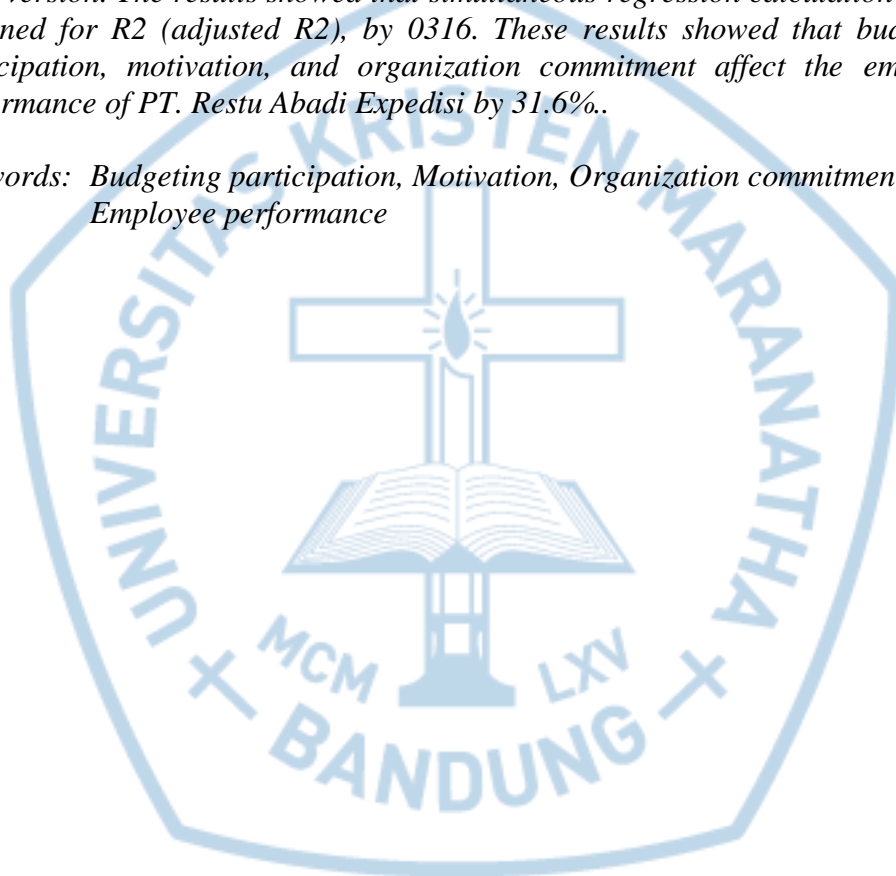 version. The results showed that simultaneous regression calculation
ned for R2 (adjusted R2), by 0316. These results showed that bud
cipation, motivation, and organization commitment affect the em
rmance of PT. Restu Abadi Expedisi by 31.6%..
words: Budgeting participation, Motivation, Organization commitmen
Employee performance
UNIVERSITAS KRISTEN MARANATHA
MCM LXV
BANDUNG